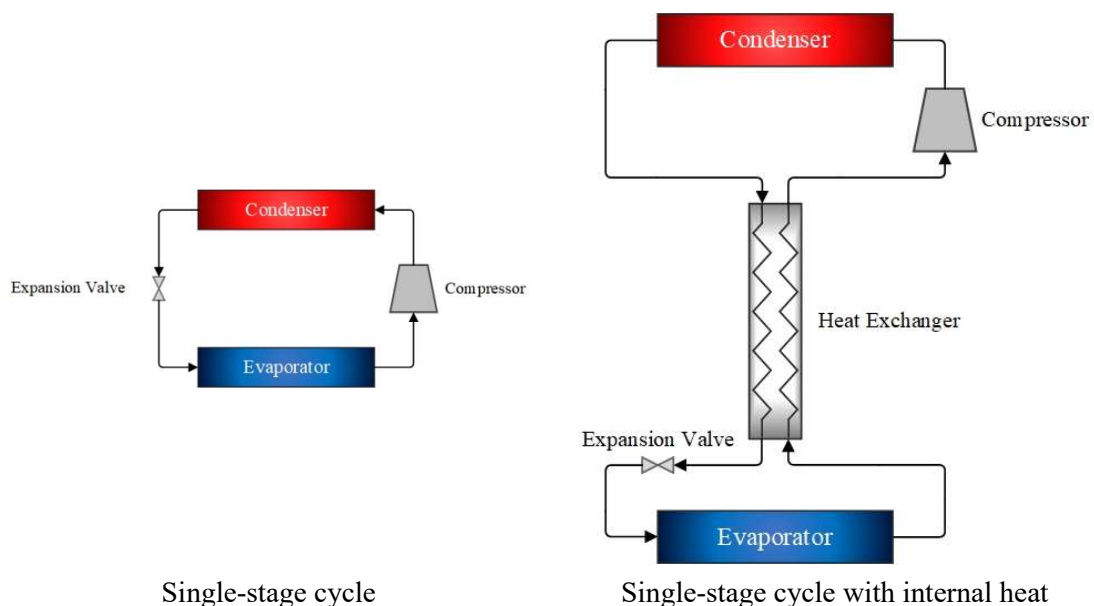 Condenser
Compressor
Condenser
Expansion Valve
Compressor
Evaporator
Heat Exchanger
Expansion Valve
Evaporator
Single-stage cycle
Single-stage cycle with internal heat